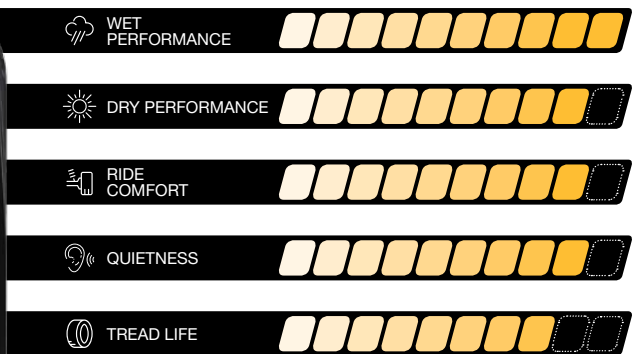 WET
PERFORMANCE
DRY PERFORMANCE
RIDE
COMFORT
QUIETNESS
TREAD LIFE